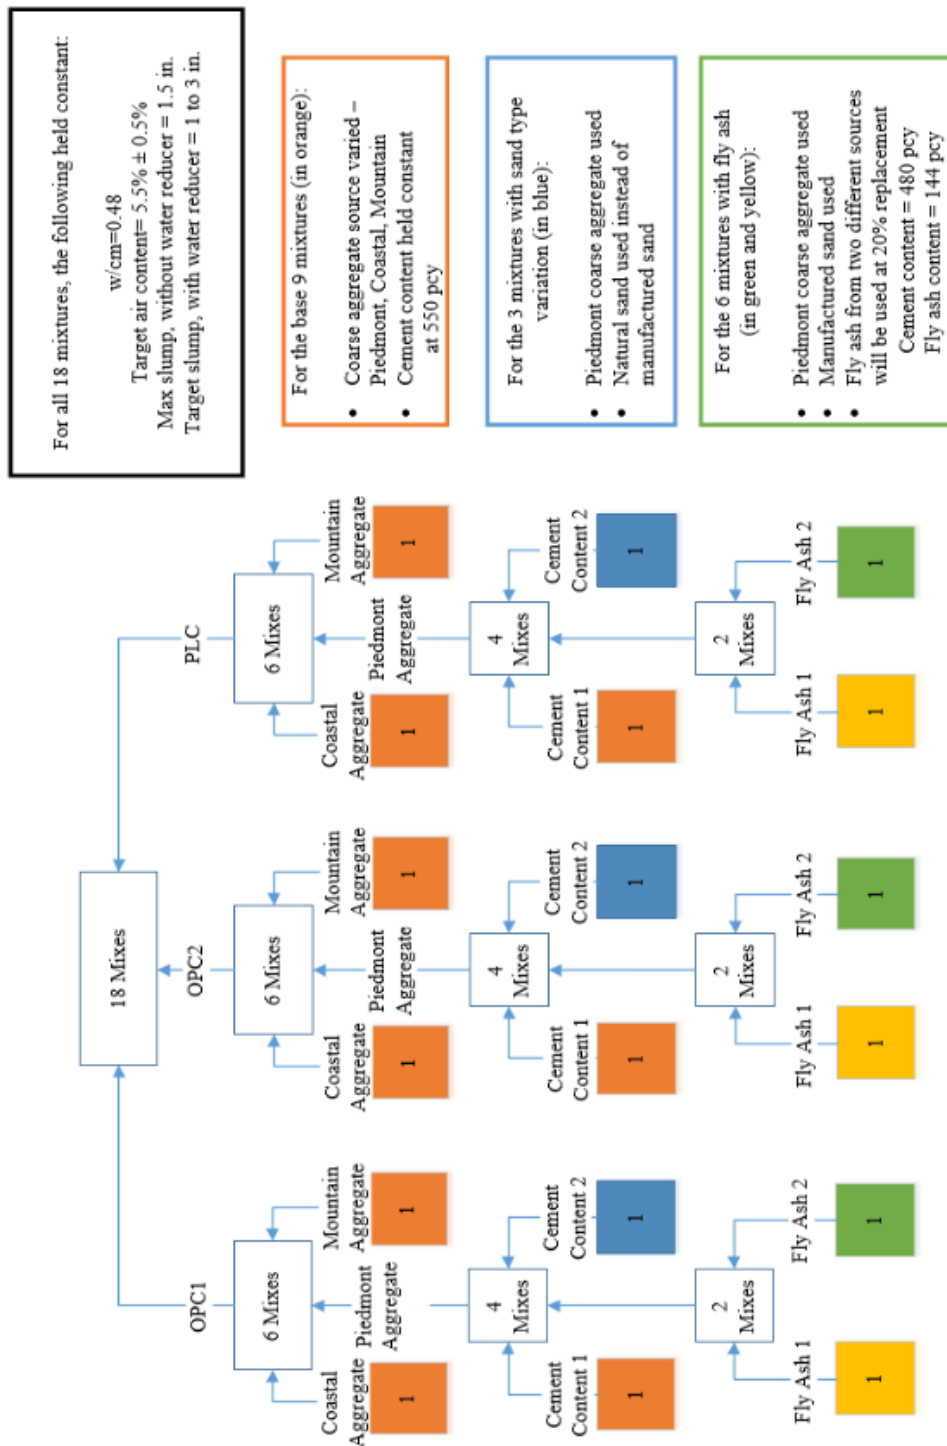 18 Mixes
OPC1
OPC2
PLC
6 Mixes
6 Mixes
6 Mixes
Coastal
Aggregate
Piedmont
Aggregate
Mountain
Aggregate
Coastal
Aggregate
Piedmont
Aggregate
Mountain
Aggregate
Coastal
Aggregate
Piedmont
Aggregate
Mountain
Aggregate
1
1
1
1
1
1
4
Mixes
4
Mixes
4
Mixes
Cement
Content 1
Cement
Content 2
Cement
Content 1
Cement
Content 2
Cement
Content 1
Cement
Content 2
1
1
1
1
1
1
2
Mixes
2
Mixes
2
Mixes
Fly Ash 1
Fly Ash 2
Fly Ash 1
Fly Ash 2
Fly Ash 1
Fly Ash 2
1
1
1
1
1
1
For all 18 mixtures, the following held constant:
w/cm=0.48
Target air content= 5.5% ± 0.5%
Max slump, without water reducer = 1.5 in.
Target slump, with water reducer = 1 to 3 in.
For the base 9 mixtures (in orange):
• Coarse aggregate source varied –
Piedmont, Coastal, Mountain
• Cement content held constant
at 550 pcy
For the 3 mixtures with sand type
variation (in blue):
• Piedmont coarse aggregate used
• Natural sand used instead of
manufactured sand
For the 6 mixtures with fly ash
(in green and yellow):
• Piedmont coarse aggregate used
• Manufactured sand used
• Fly ash from two different sources
will be used at 20% replacement
Cement content = 480 pcy
Fly ash content = 144 pcy